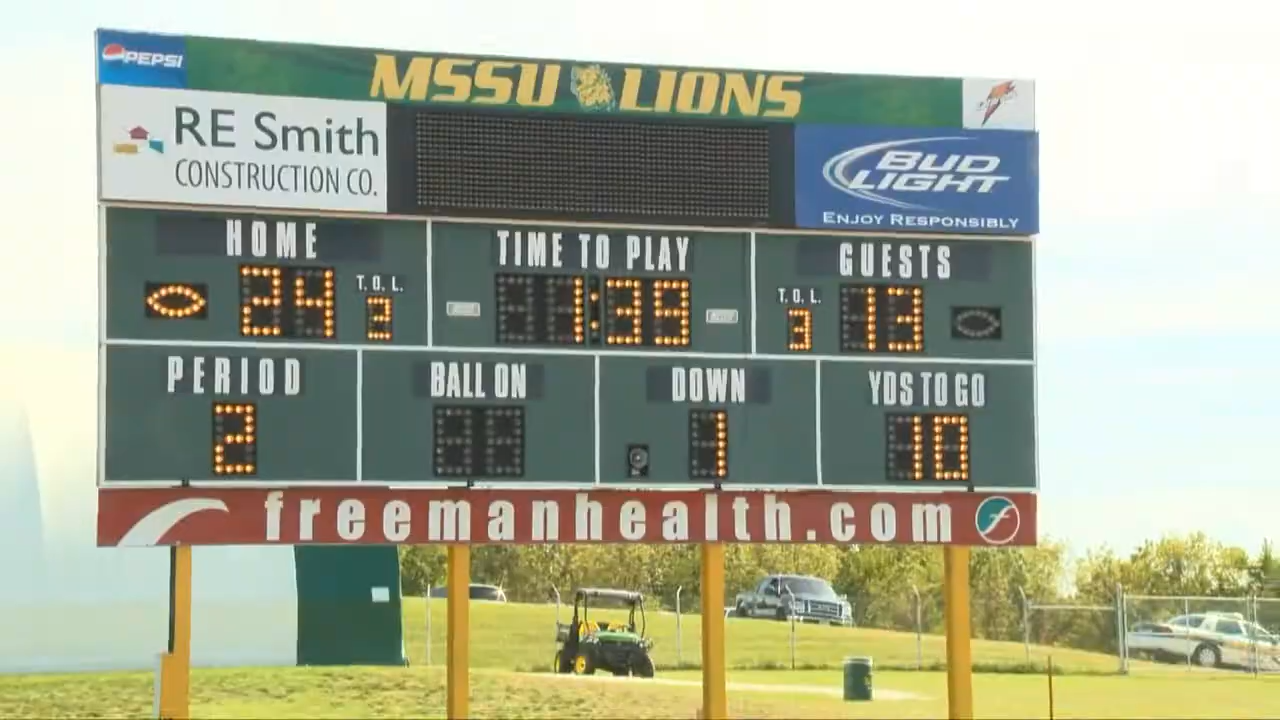 PEPSI
MSSU LIONS
RE Smith
CONSTRUCTION CO.
BUD LIGHT
ENJOY RESPONSIBLY
HOME
24
T. O. L.
2
TIME TO PLAY
1:39
GUESTS
T. O. L.
3
13
PERIOD
2
BALL ON
DOWN
1
YDS TO GO
10
freemanhealth.com
f